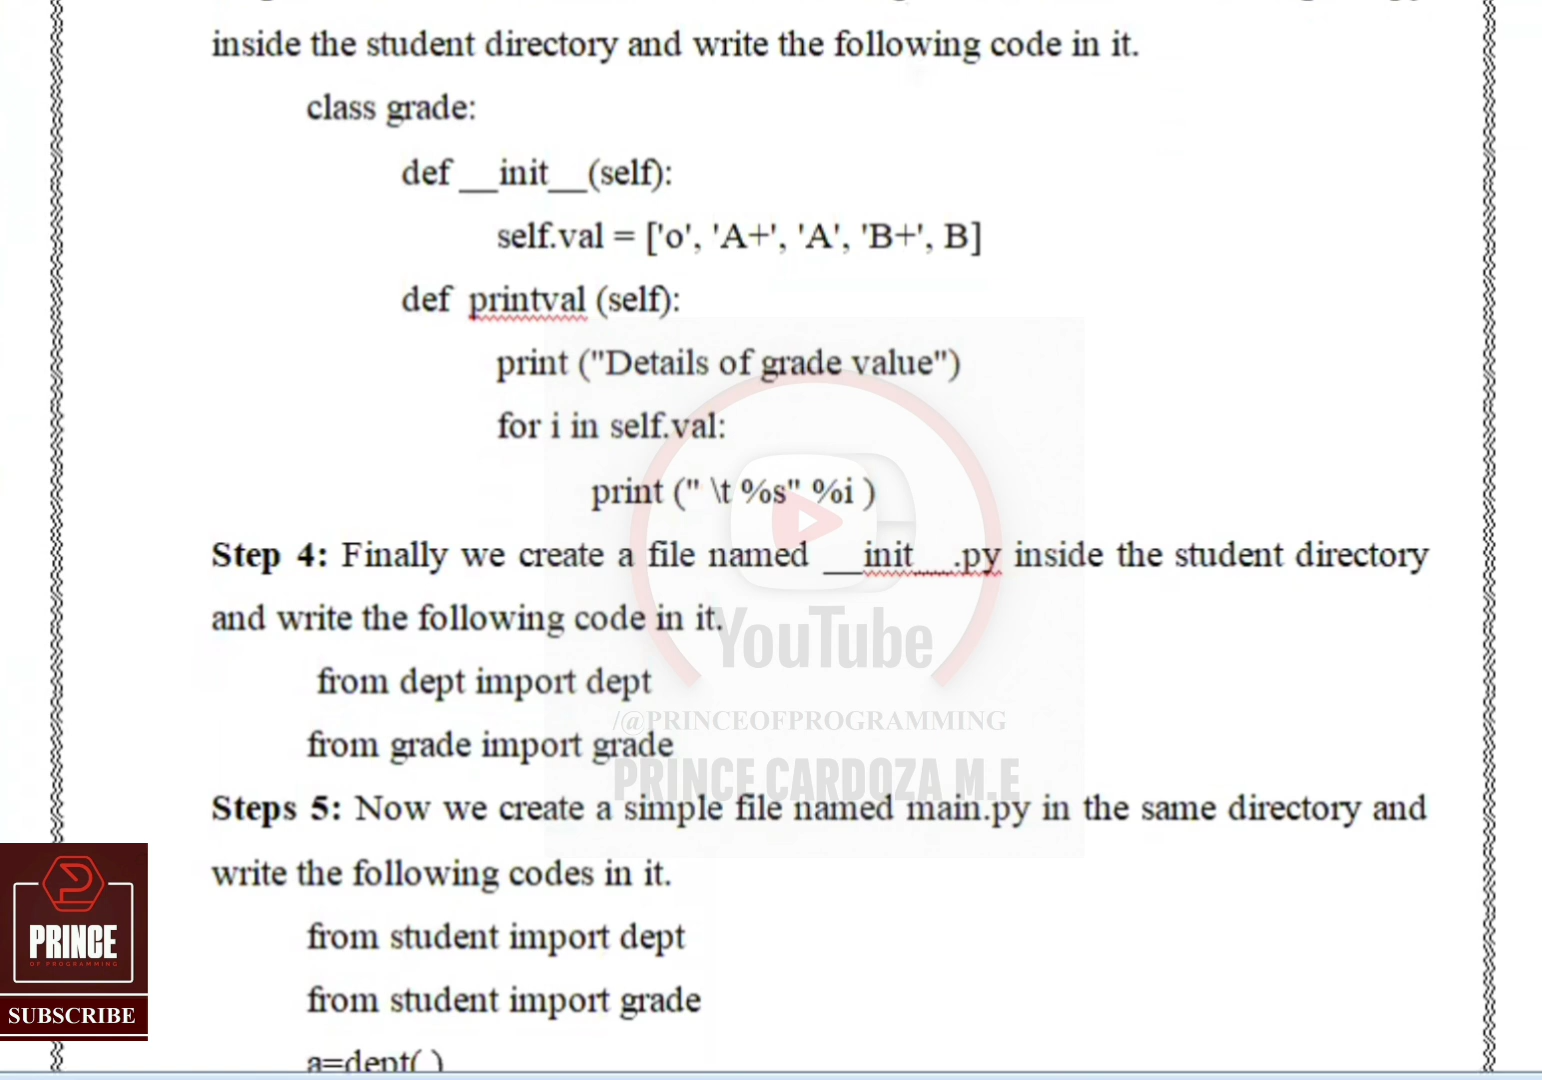 inside the student directory and write the following code in it.
class grade:
def __init__(self):
self.val = ['o', 'A+', 'A', 'B+', B]
def printval (self):
print ("Details of grade value")
for i in self.val:
print (" \t %s" %i )
Step 4: Finally we create a file named __init__.py inside the student directory
and write the following code in it.
YouTube
from dept import dept
/@PRINCEOFPROGRAMMING
from grade import grade
PRINCE CARDOZA M.E
Steps 5: Now we create a simple file named main.py in the same directory and
write the following codes in it.
from student import dept
from student import grade
a=dept( )
PRINCE
OF PROGRAMMING
SUBSCRIBE